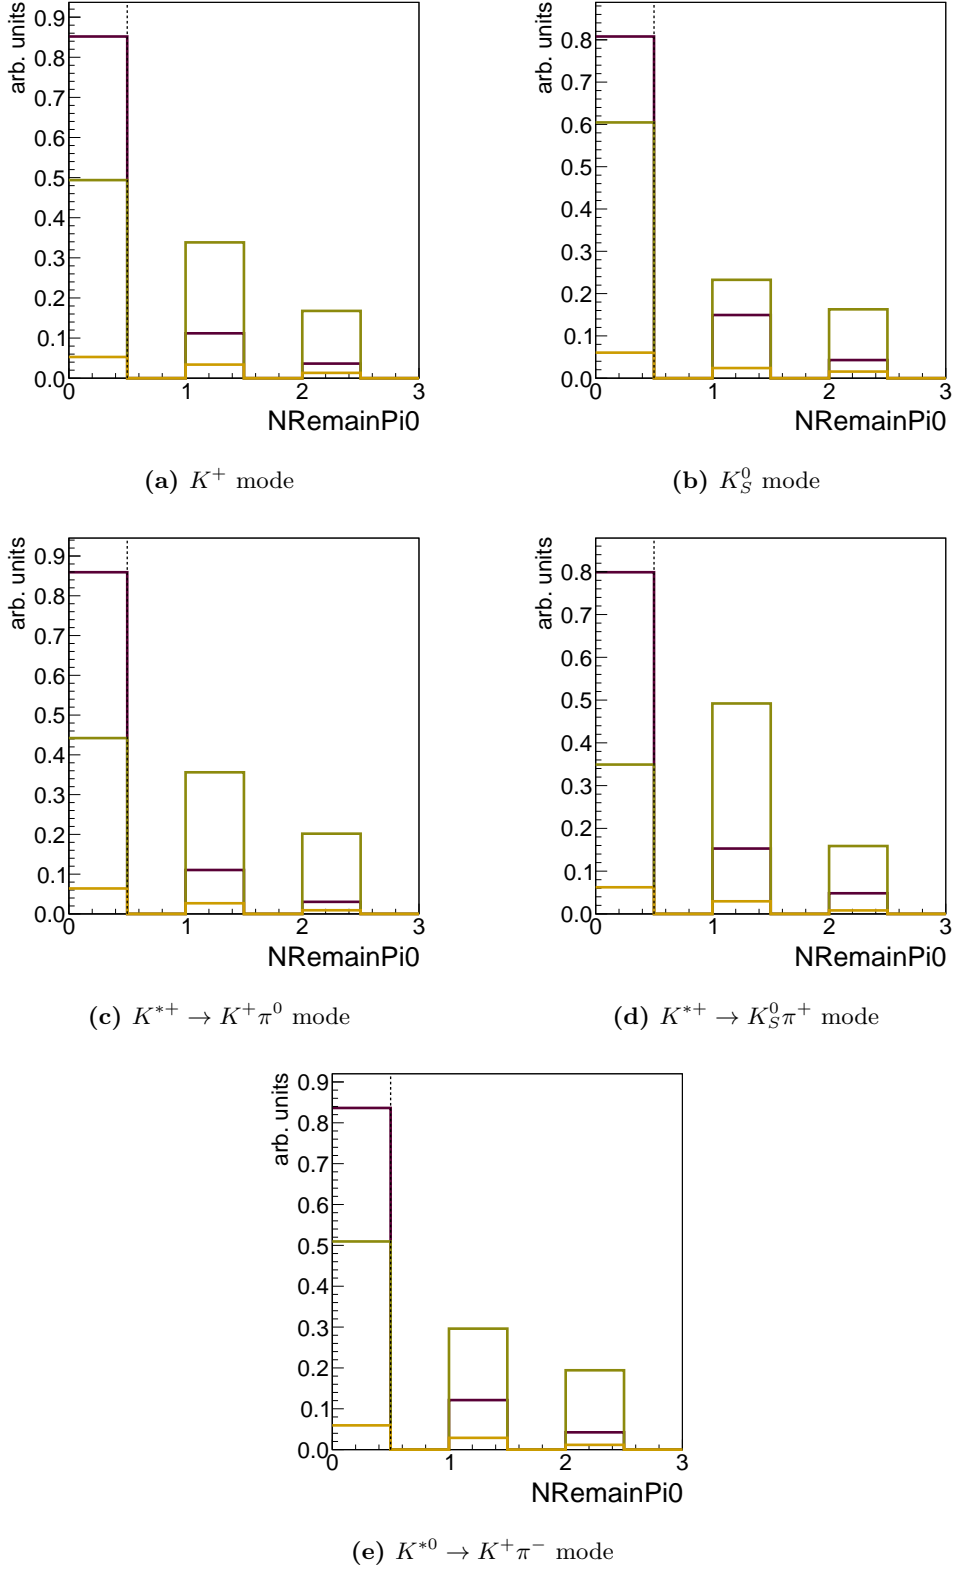 arb. units
0.9
0.8
0.7
0.6
0.5
0.4
0.3
0.2
0.1
0.0
0 1 2 3
NRemainPi0
(a) K⁺ mode
arb. units
0.8
0.7
0.6
0.5
0.4
0.3
0.2
0.1
0.0
0 1 2 3
NRemainPi0
(b) K_S^0 mode
arb. units
0.9
0.8
0.7
0.6
0.5
0.4
0.3
0.2
0.1
0.0
0 1 2 3
NRemainPi0
(c) K*⁺ → K⁺π⁰ mode
arb. units
0.8
0.7
0.6
0.5
0.4
0.3
0.2
0.1
0.0
0 1 2 3
NRemainPi0
(d) K*⁺ → K_S^0π⁺ mode
arb. units
0.9
0.8
0.7
0.6
0.5
0.4
0.3
0.2
0.1
0.0
0 1 2 3
NRemainPi0
(e) K*⁰ → K⁺π⁻ mode